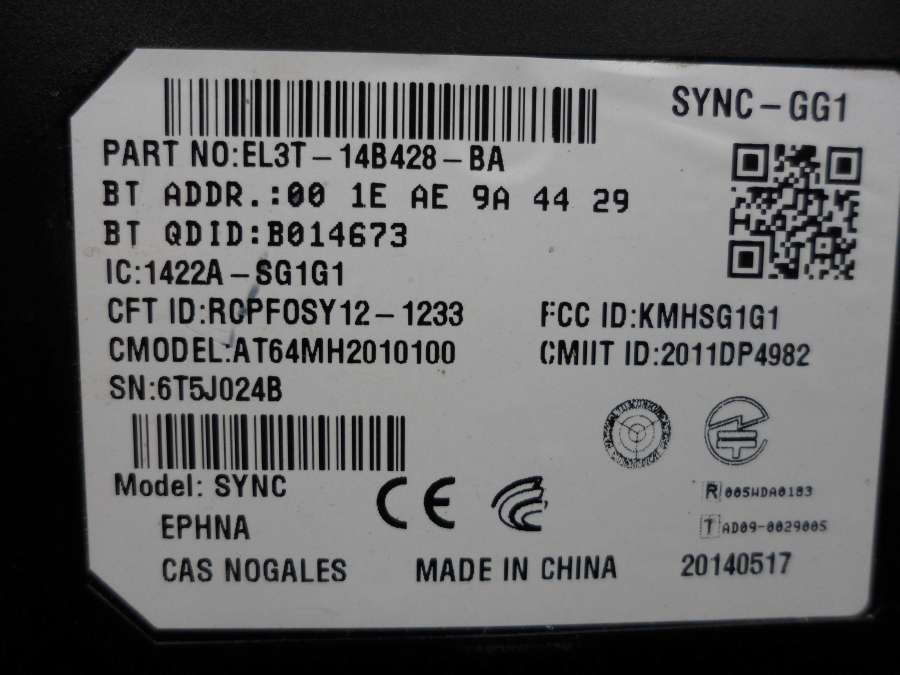 SYNC-GG1
PART NO:EL3T-14B428-BA
BT ADDR.:00 1E AE 9A 44 29
BT QDID:B014673
IC:1422A-SG1G1
CFT ID:RCPFOSY12-1233 FCC ID:KMHSG1G1
CMODEL:AT64MH2010100 CMIIT ID:2011DP4982
SN:6T5J024B
Model: SYNC CE
R 005WDA0183
EPHNA
T AD09-0029005
CAS NOGALES MADE IN CHINA 20140517